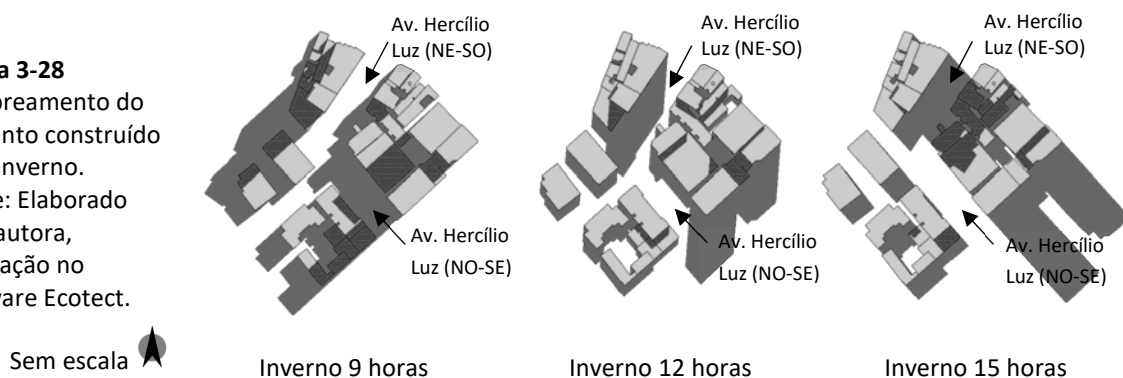 a 3-28
oreamento do
nto construído
inverno.
e: Elaborado
autora,
ação no
are Ecotect.
Sem escala
Av. Hercílio
Luz (NE-SO)
Av. Hercílio
Luz (NO-SE)
Inverno 9 horas
Av. Hercílio
Luz (NE-SO)
Av. Hercílio
Luz (NO-SE)
Inverno 12 horas
Av. Hercílio
Luz (NE-SO)
Av. Hercílio
Luz (NO-SE)
Inverno 15 horas